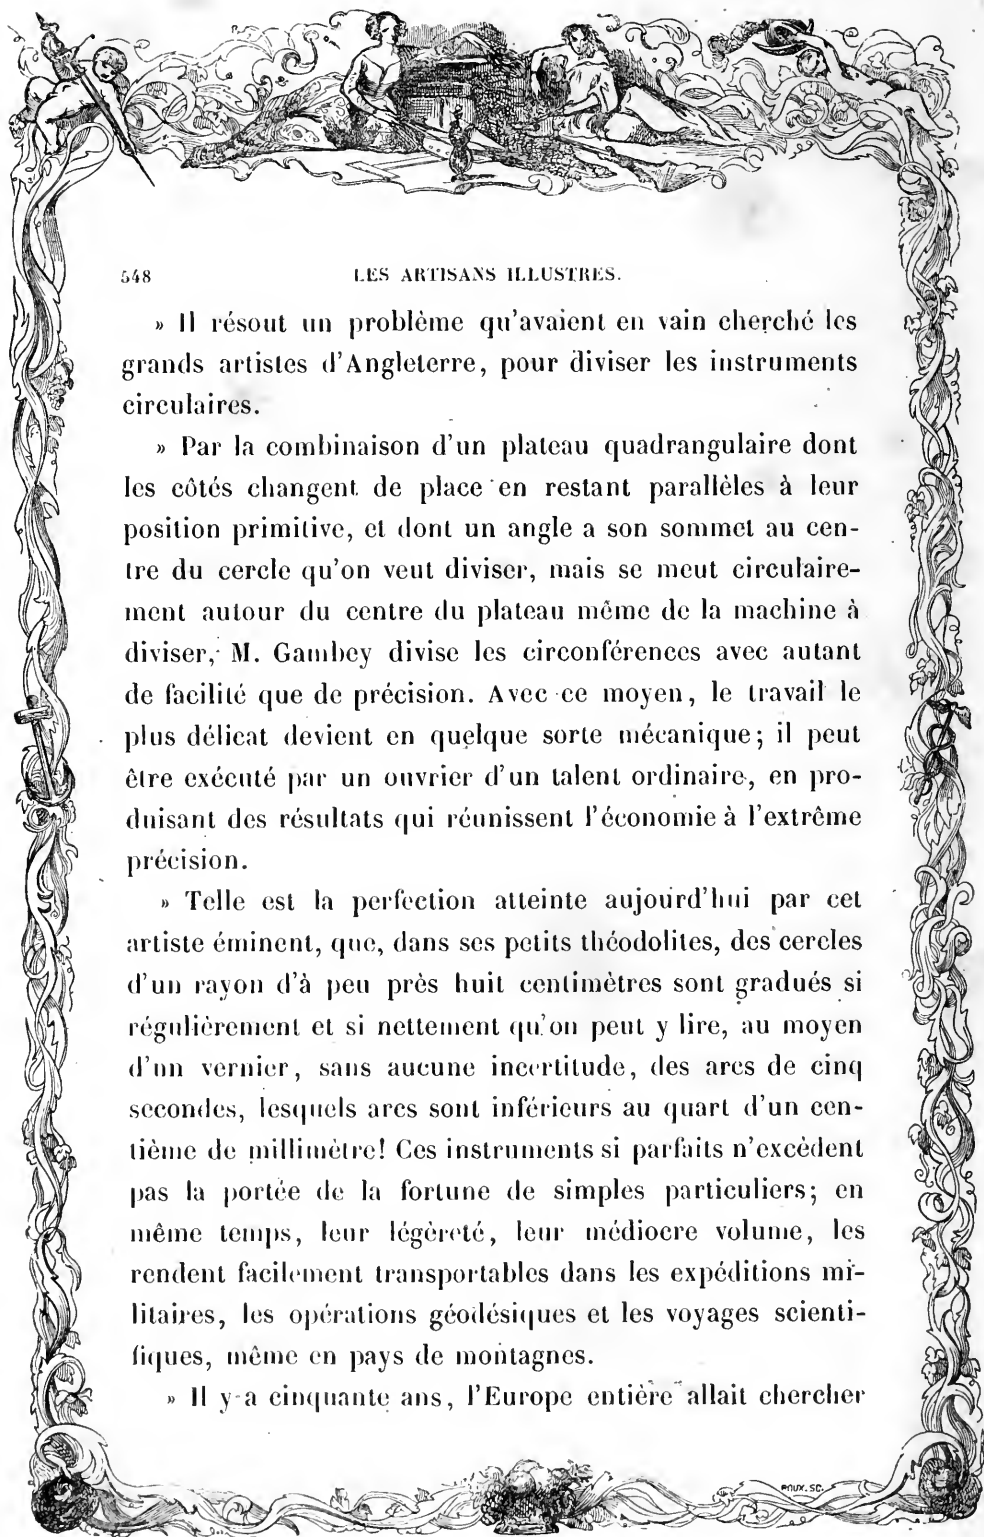 548 LES ARTISANS ILLUSTRES.
» Il résout un problème qu'avaient en vain cherché les
grands artistes d'Angleterre, pour diviser les instruments
circulaires.
» Par la combinaison d'un plateau quadrangulaire dont
les côtés changent de place en restant parallèles à leur
position primitive, et dont un angle a son sommet au cen-
tre du cercle qu'on veut diviser, mais se meut circulaire-
ment autour du centre du plateau même de la machine à
diviser, M. Gambey divise les circonférences avec autant
de facilité que de précision. Avec ce moyen, le travail le
plus délicat devient en quelque sorte mécanique; il peut
être exécuté par un ouvrier d'un talent ordinaire, en pro-
duisant des résultats qui réunissent l'économie à l'extrême
précision.
» Telle est la perfection atteinte aujourd'hui par cet
artiste éminent, que, dans ses petits théodolites, des cercles
d'un rayon d'à peu près huit centimètres sont gradués si
régulièrement et si nettement qu'on peut y lire, au moyen
d'un vernier, sans aucune incertitude, des arcs de cinq
secondes, lesquels arcs sont inférieurs au quart d'un cen-
tième de millimètre! Ces instruments si parfaits n'excèdent
pas la portée de la fortune de simples particuliers; en
même temps, leur légèreté, leur médiocre volume, les
rendent facilement transportables dans les expéditions mi-
litaires, les opérations géodésiques et les voyages scienti-
fiques, même en pays de montagnes.
» Il y a cinquante ans, l'Europe entière allait chercher
ROUX. SC.